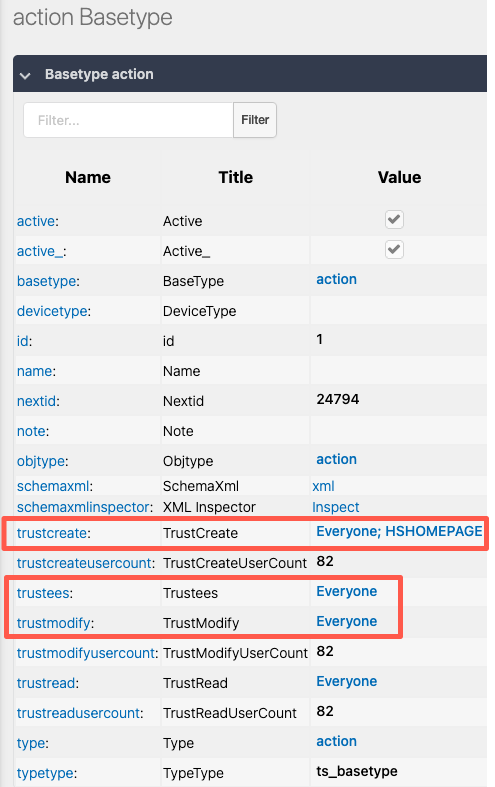 action Basetype
Basetype action
Filter... Filter
Name Title Value
active: Active
active_: Active_
basetype: BaseType action
devicetype: DeviceType
id: id 1
name: Name
nextid: Nextid 24794
note: Note
objtype: Objtype action
schemaxml: SchemaXml xml
schemaxmlinspector: XML Inspector Inspect
trustcreate: TrustCreate Everyone; HSHOMEPAGE
trustcreateusercount: TrustCreateUserCount 82
trustees: Trustees Everyone
trustmodify: TrustModify Everyone
trustmodifyusercount: TrustModifyUserCount 82
trustread: TrustRead Everyone
trustreadusercount: TrustReadUserCount 82
type: Type action
typetype: TypeType ts_basetype